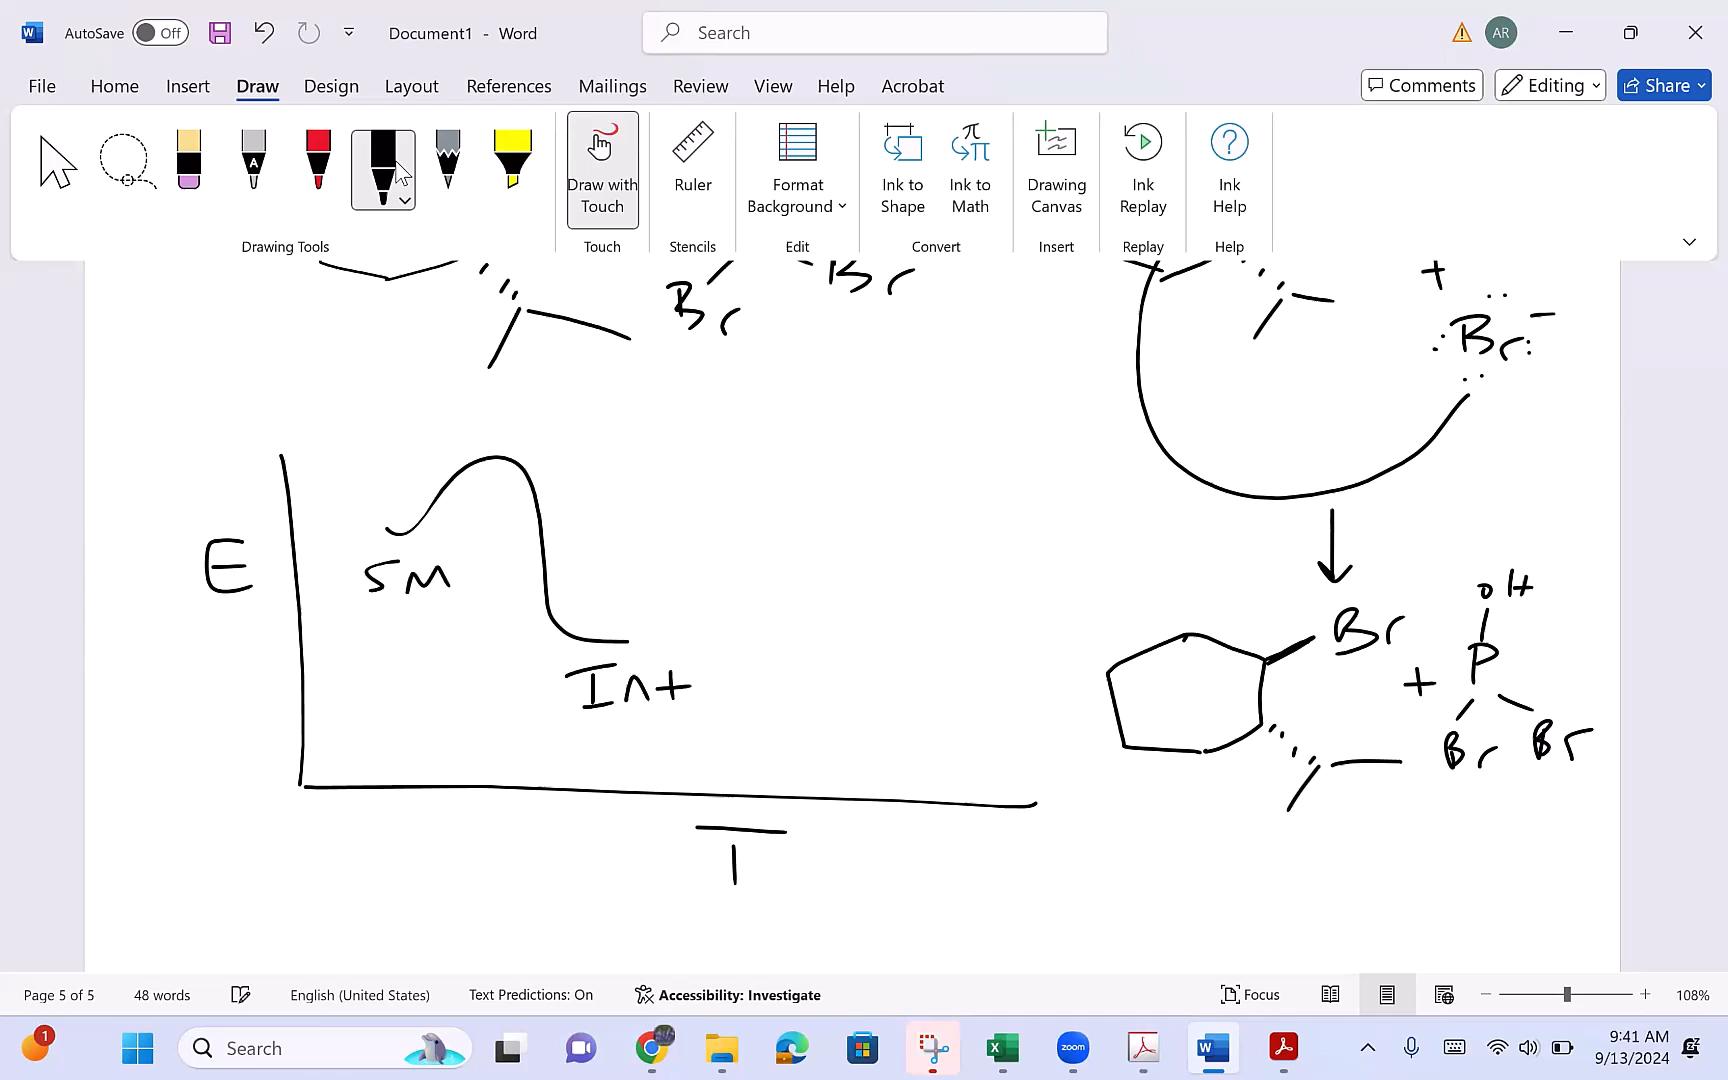 AutoSave Off Document1 - Word Search AR
File Home Insert Draw Design Layout References Mailings Review View Help Acrobat Comments Editing Share
A
Draw with Touch
Ruler
Format Background
Ink to Shape
Ink to Math
Drawing Canvas
Ink Replay
Ink Help
Drawing Tools Touch Stencils Edit Convert Insert Replay Help
Br Br +
:Br:−
E
SM
OH
Br + P
Int
Br Br
T
Page 5 of 5 48 words English (United States) Text Predictions: On Accessibility: Investigate Focus 108%
1 Search zoom 9:41 AM
9/13/2024